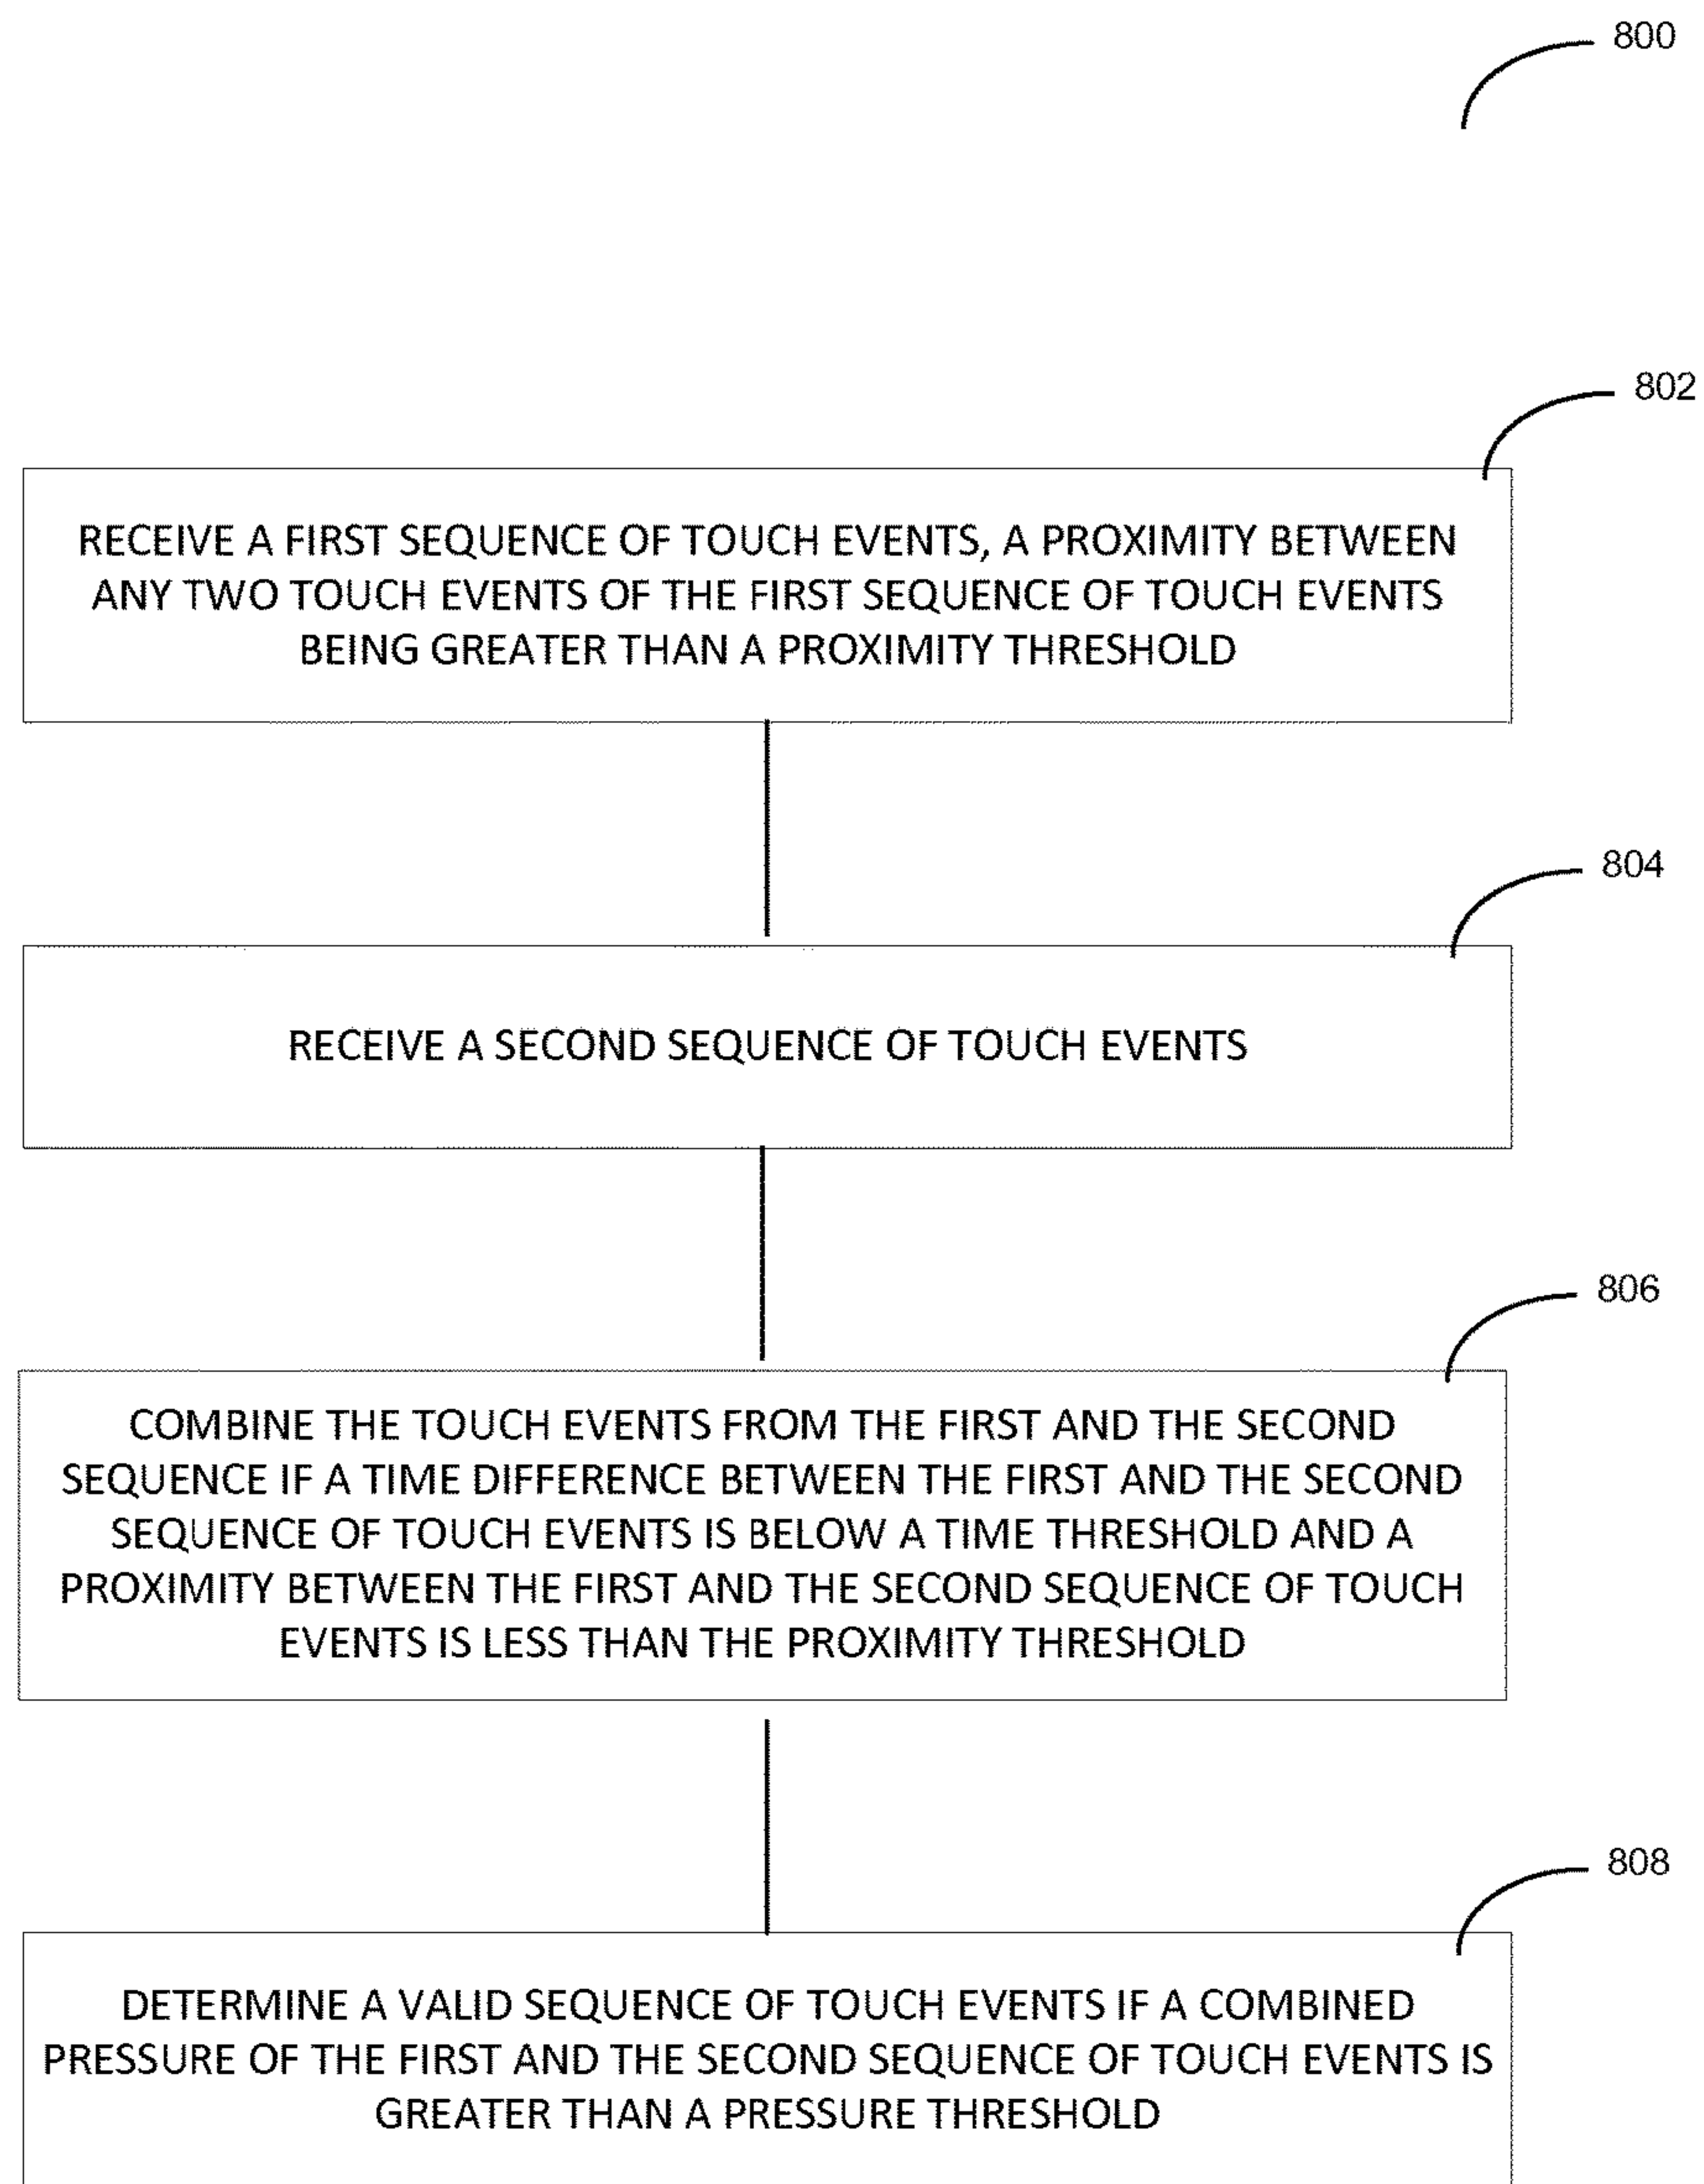 800
802
RECEIVE A FIRST SEQUENCE OF TOUCH EVENTS, A PROXIMITY BETWEEN
ANY TWO TOUCH EVENTS OF THE FIRST SEQUENCE OF TOUCH EVENTS
BEING GREATER THAN A PROXIMITY THRESHOLD
804
RECEIVE A SECOND SEQUENCE OF TOUCH EVENTS
806
COMBINE THE TOUCH EVENTS FROM THE FIRST AND THE SECOND
SEQUENCE IF A TIME DIFFERENCE BETWEEN THE FIRST AND THE SECOND
SEQUENCE OF TOUCH EVENTS IS BELOW A TIME THRESHOLD AND A
PROXIMITY BETWEEN THE FIRST AND THE SECOND SEQUENCE OF TOUCH
EVENTS IS LESS THAN THE PROXIMITY THRESHOLD
808
DETERMINE A VALID SEQUENCE OF TOUCH EVENTS IF A COMBINED
PRESSURE OF THE FIRST AND THE SECOND SEQUENCE OF TOUCH EVENTS IS
GREATER THAN A PRESSURE THRESHOLD